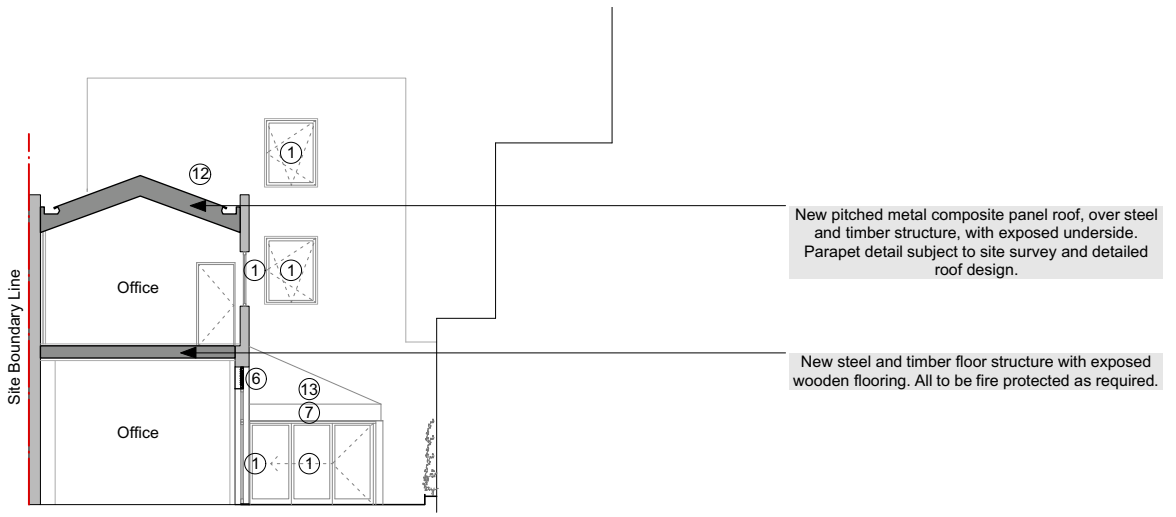 1
12
New pitched metal composite panel roof, over steel
and timber structure, with exposed underside.
Parapet detail subject to site survey and detailed
roof design.
1
1
Office
Site Boundary Line
New steel and timber floor structure with exposed
wooden flooring. All to be fire protected as required.
6
13
7
Office
1
1